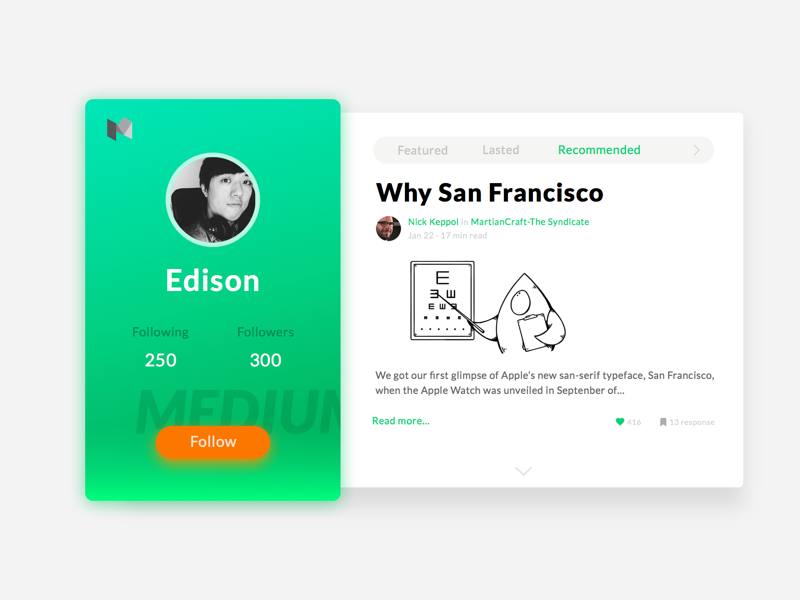 Edison
Following
Followers
250
300
MEDIUM
Follow
Featured
Lasted
Recommended
Why San Francisco
Nick Keppol in MartianCraft-The Syndicate
Jan 22 - 17 min read
E
E W
E W E
We got our first glimpse of Apple's new san-serif typeface, San Francisco,
when the Apple Watch was unveiled in Septenber of...
Read more...
416
13 response